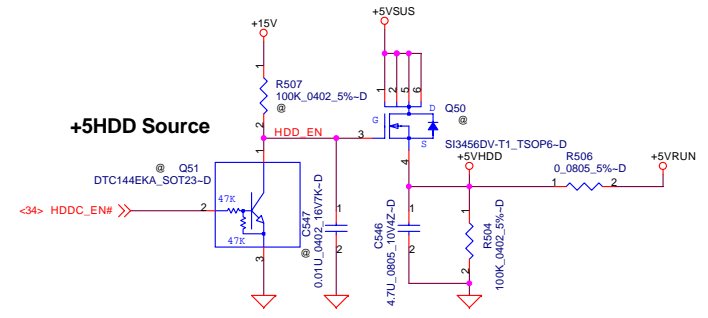 +15V
+5VSUS
1
R507
100K_0402_5%~D
@
2
1
2
5
6
D
Q50
@
G
S
+5HDD Source
HDD_EN
3
SI3456DV-T1_TSOP6~D
4
+5VHDD
R506
0_0805_5%~D
+5VRUN
1
2
@ Q51
DTC144EKA_SOT23~D
1
47K
47K
2
3
<34> HDDC_EN#
@
C547
0.01U_0402_16V7K~D
1
2
C546
4.7U_0805_10V4Z~D
1
2
1
R504
100K_0402_5%~D
2